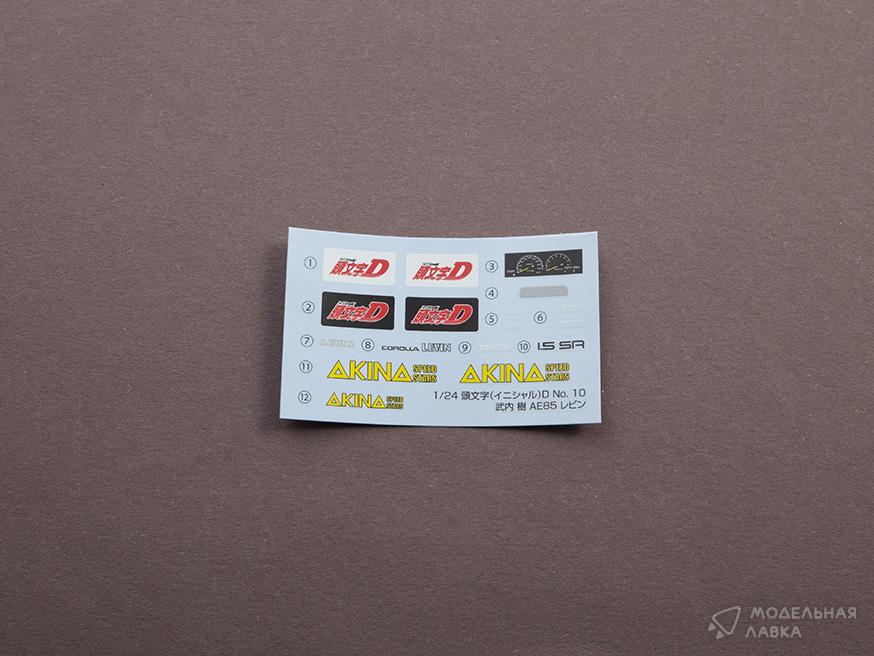 ① 頭文字D 頭文字D ③
④
② 頭文字D 頭文字D ⑤ ⑥
⑦ LEVIN ⑧ COROLLA LEVIN ⑨ TOYOTA ⑩ 1.5 SR
⑪ AKINA SPEED STARS AKINA SPEED STARS
⑫ AKINA SPEED STARS
1/24 頭文字(イニシャル)D No. 10
武内 樹 AE85 レビン
МОДЕЛЬНАЯ
ЛАВКА